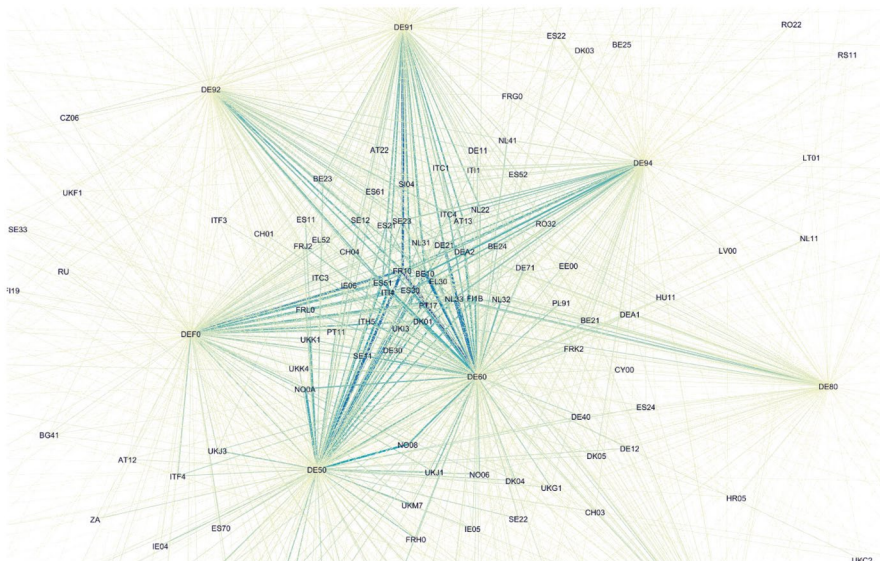 RO22
DE91
ES22
BE25
DK03
RS11
DE92
FRG0
CZ06
NL41
AT22
DE11
DE94
LT01
ITC1
ITI1
BE23
ES52
SI04
UKF1
ES61
NL22
ITC4
ITF3
ES11
SE12
SE23
AT13
RO32
ES21
SE33
CH01
EL52
NL11
FRJ2
NL31
DE21
BE24
CH04
DEA2
LV00
EE00
DE71
RU
FR10
BE10
ITC3
EL30
ES51
IE06
FI19
ITI4
ES30
HU11
NL33
FI1B
NL32
PL91
PT17
FRL0
DEA1
ITH5
DK01
BE21
UKI3
PT11
DEF0
UKK1
DE30
FRK2
SE11
UKK4
CY00
DE60
DE80
NO0A
ES24
DE40
BG41
NO08
DE12
UKJ3
DK05
AT12
DE50
UKJ1
NO06
ITF4
DK04
UKG1
HR05
UKM7
CH03
ZA
SE22
ES70
IE05
FRH0
IE04
UKC2